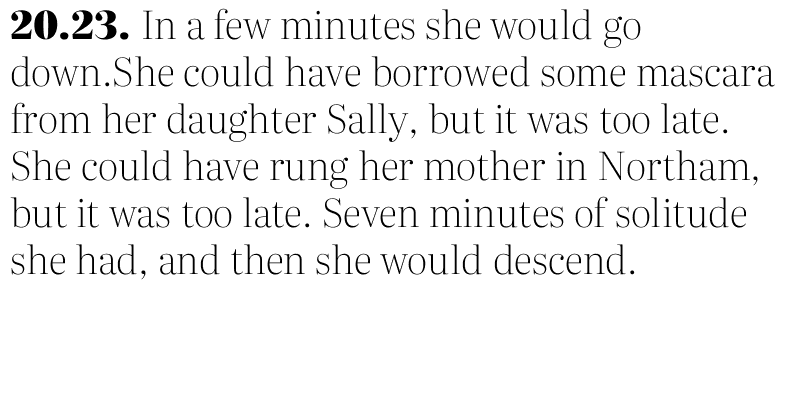 20.23. In a few minutes she would go
down.She could have borrowed some mascara
from her daughter Sally, but it was too late.
She could have rung her mother in Northam,
but it was too late. Seven minutes of solitude
she had, and then she would descend.